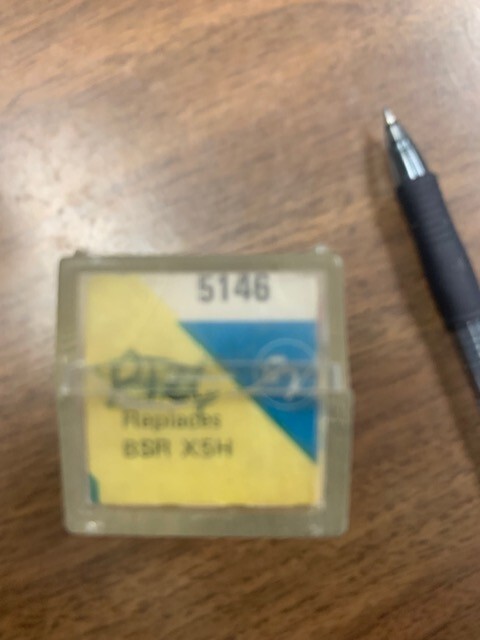 5146
Replaces
BSR X5H